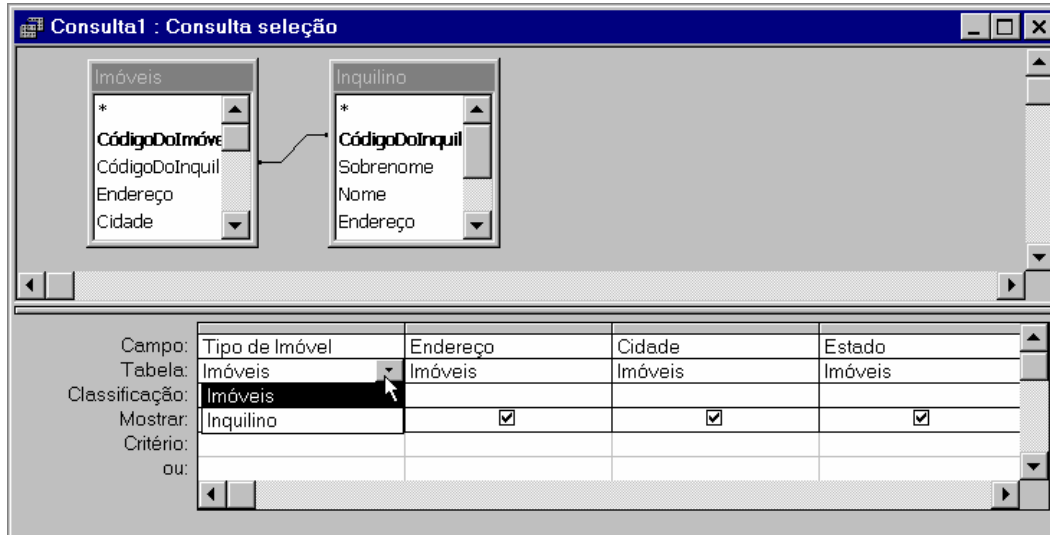 Consulta1 : Consulta seleção
Imóveis
*
CódigoDoImóve
CódigoDoInquil
Endereço
Cidade
Inquilino
*
CódigoDoInquil
Sobrenome
Nome
Endereço
Campo: Tipo de Imóvel Endereço Cidade Estado
Tabela: Imóveis Imóveis Imóveis Imóveis
Classificação: Imóveis
Mostrar: Inquilino
Critério:
ou: